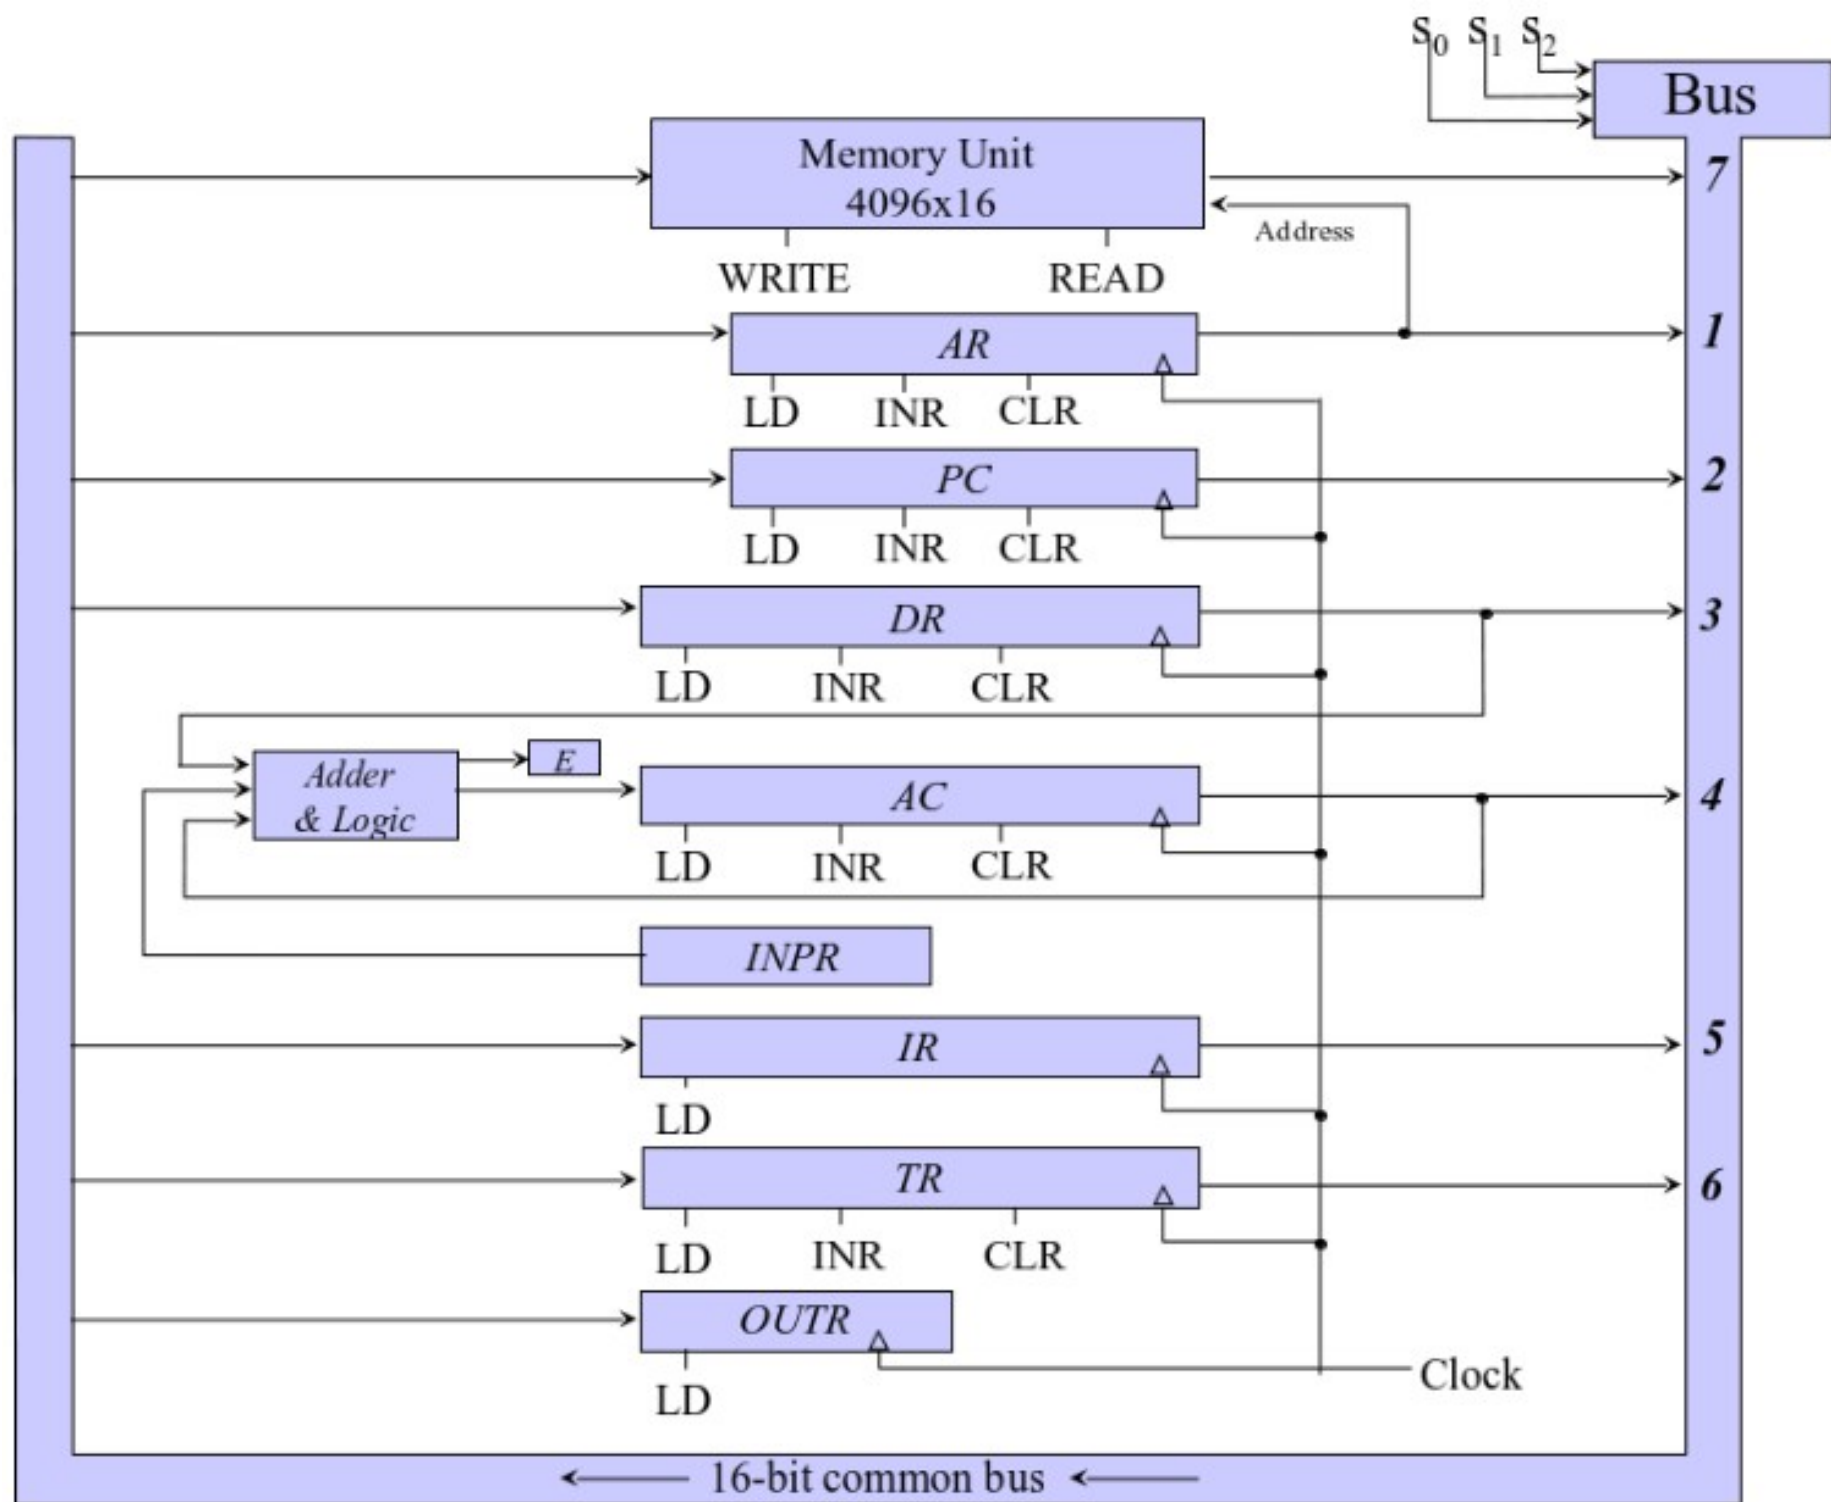 S0 S1 S2
Bus
Memory Unit
4096x16
7
Address
WRITE READ
AR
1
LD INR CLR
PC
2
LD INR CLR
DR
3
LD INR CLR
E
Adder
& Logic
AC
4
LD INR CLR
INPR
IR
5
LD
TR
6
LD INR CLR
OUTR
Clock
LD
16-bit common bus